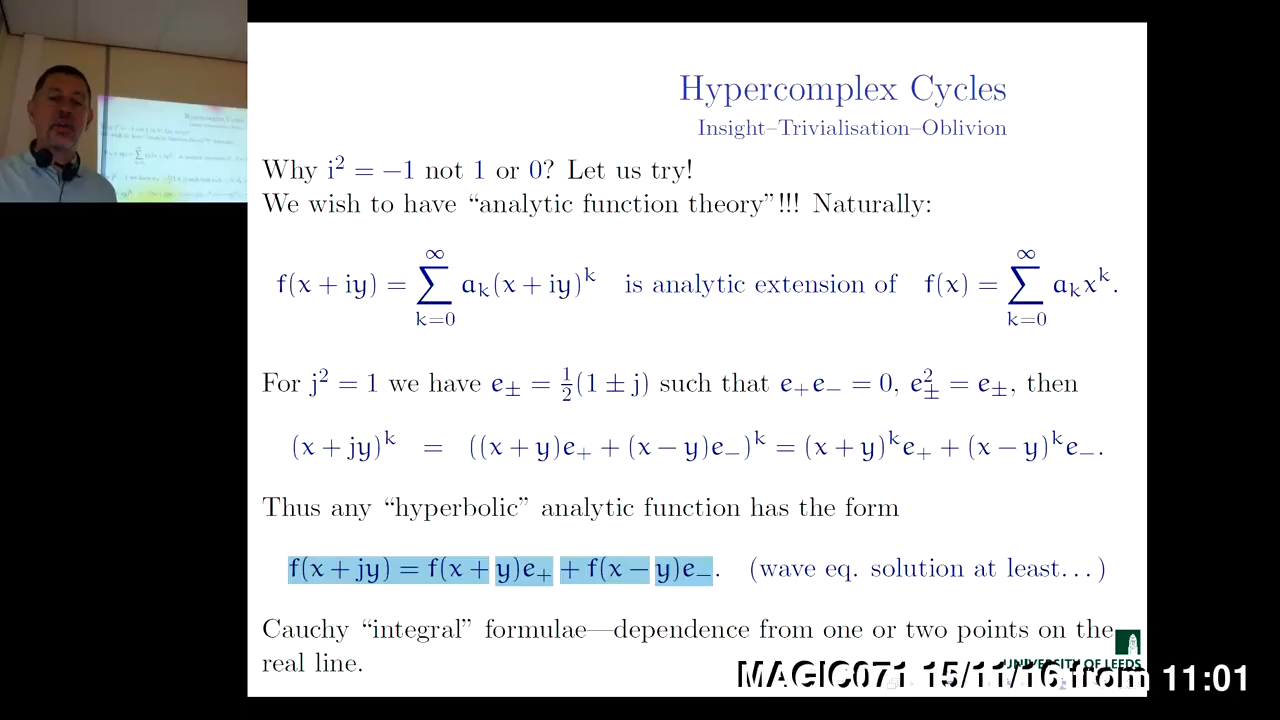 Hypercomplex Cycles
Insight–Trivialisation–Oblivion
Why i² = −1 not 1 or 0? Let us try!
We wish to have “analytic function theory”!!! Naturally:
f(x + iy) = ∑_{k=0}^{∞} a_k(x + iy)^k is analytic extension of f(x) = ∑_{k=0}^{∞} a_k x^k.
For j² = 1 we have e_± = ½(1 ± j) such that e_+e_− = 0, e_±² = e_±, then
(x + jy)^k = ((x + y)e_+ + (x − y)e_−)^k = (x + y)^k e_+ + (x − y)^k e_−.
Thus any “hyperbolic” analytic function has the form
f(x + jy) = f(x + y)e_+ + f(x − y)e_−. (wave eq. solution at least...)
Cauchy “integral” formulae—dependence from one or two points on the
real line.
UNIVERSITY OF LEEDS
MAGIC071 15/11/16 from 11:01